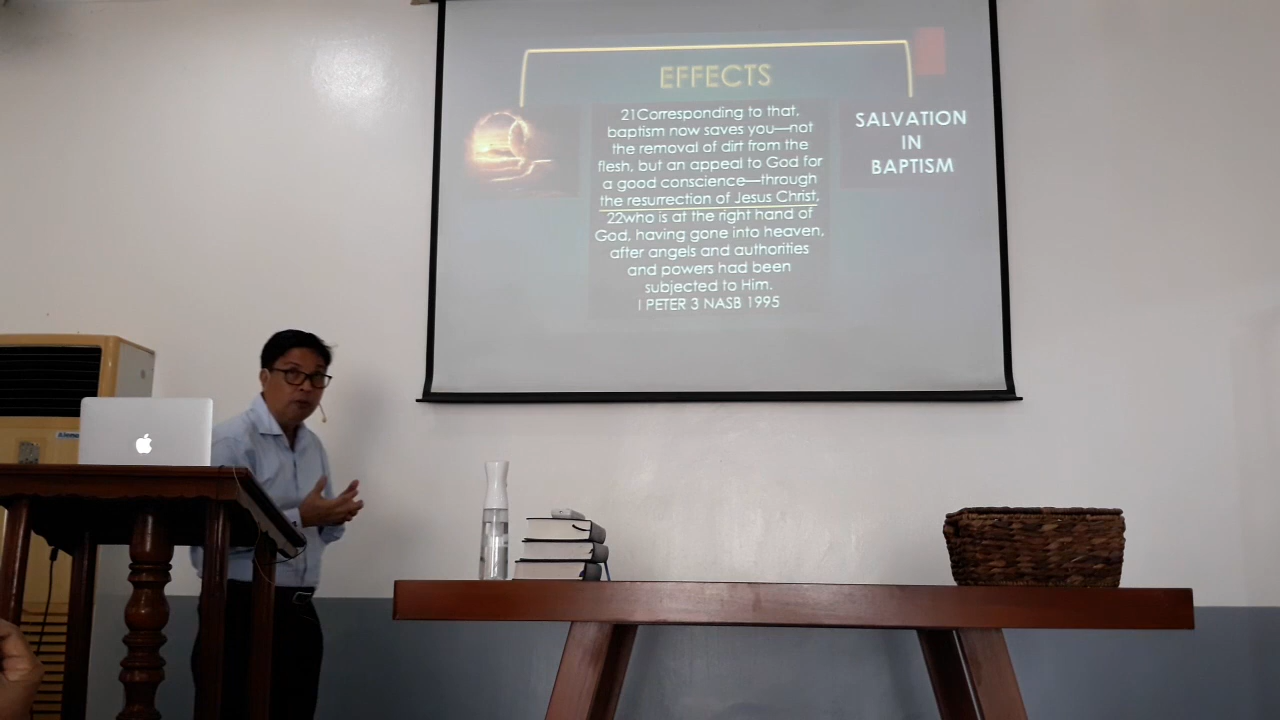 EFFECTS
21Corresponding to that,
baptism now saves you—not
the removal of dirt from the
flesh, but an appeal to God for
a good conscience—through
the resurrection of Jesus Christ,
22who is at the right hand of
God, having gone into heaven,
after angels and authorities
and powers had been
subjected to Him.
I PETER 3 NASB 1995
SALVATION
IN
BAPTISM